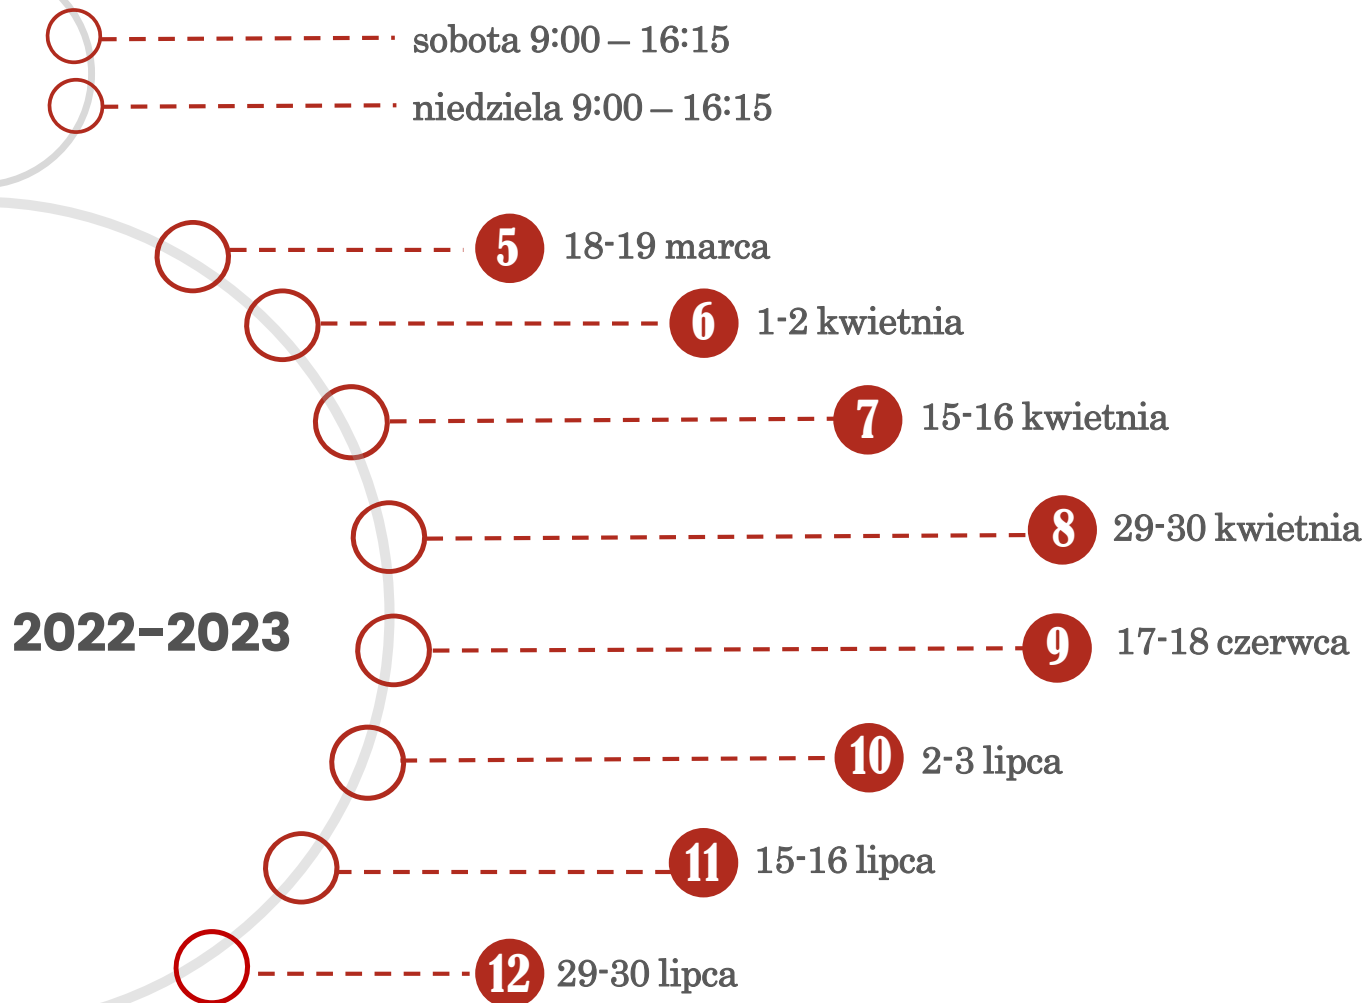 sobota 9:00 – 16:15
niedziela 9:00 – 16:15
5 18-19 marca
6 1-2 kwietnia
7 15-16 kwietnia
8 29-30 kwietnia
2022-2023
9 17-18 czerwca
10 2-3 lipca
11 15-16 lipca
12 29-30 lipca